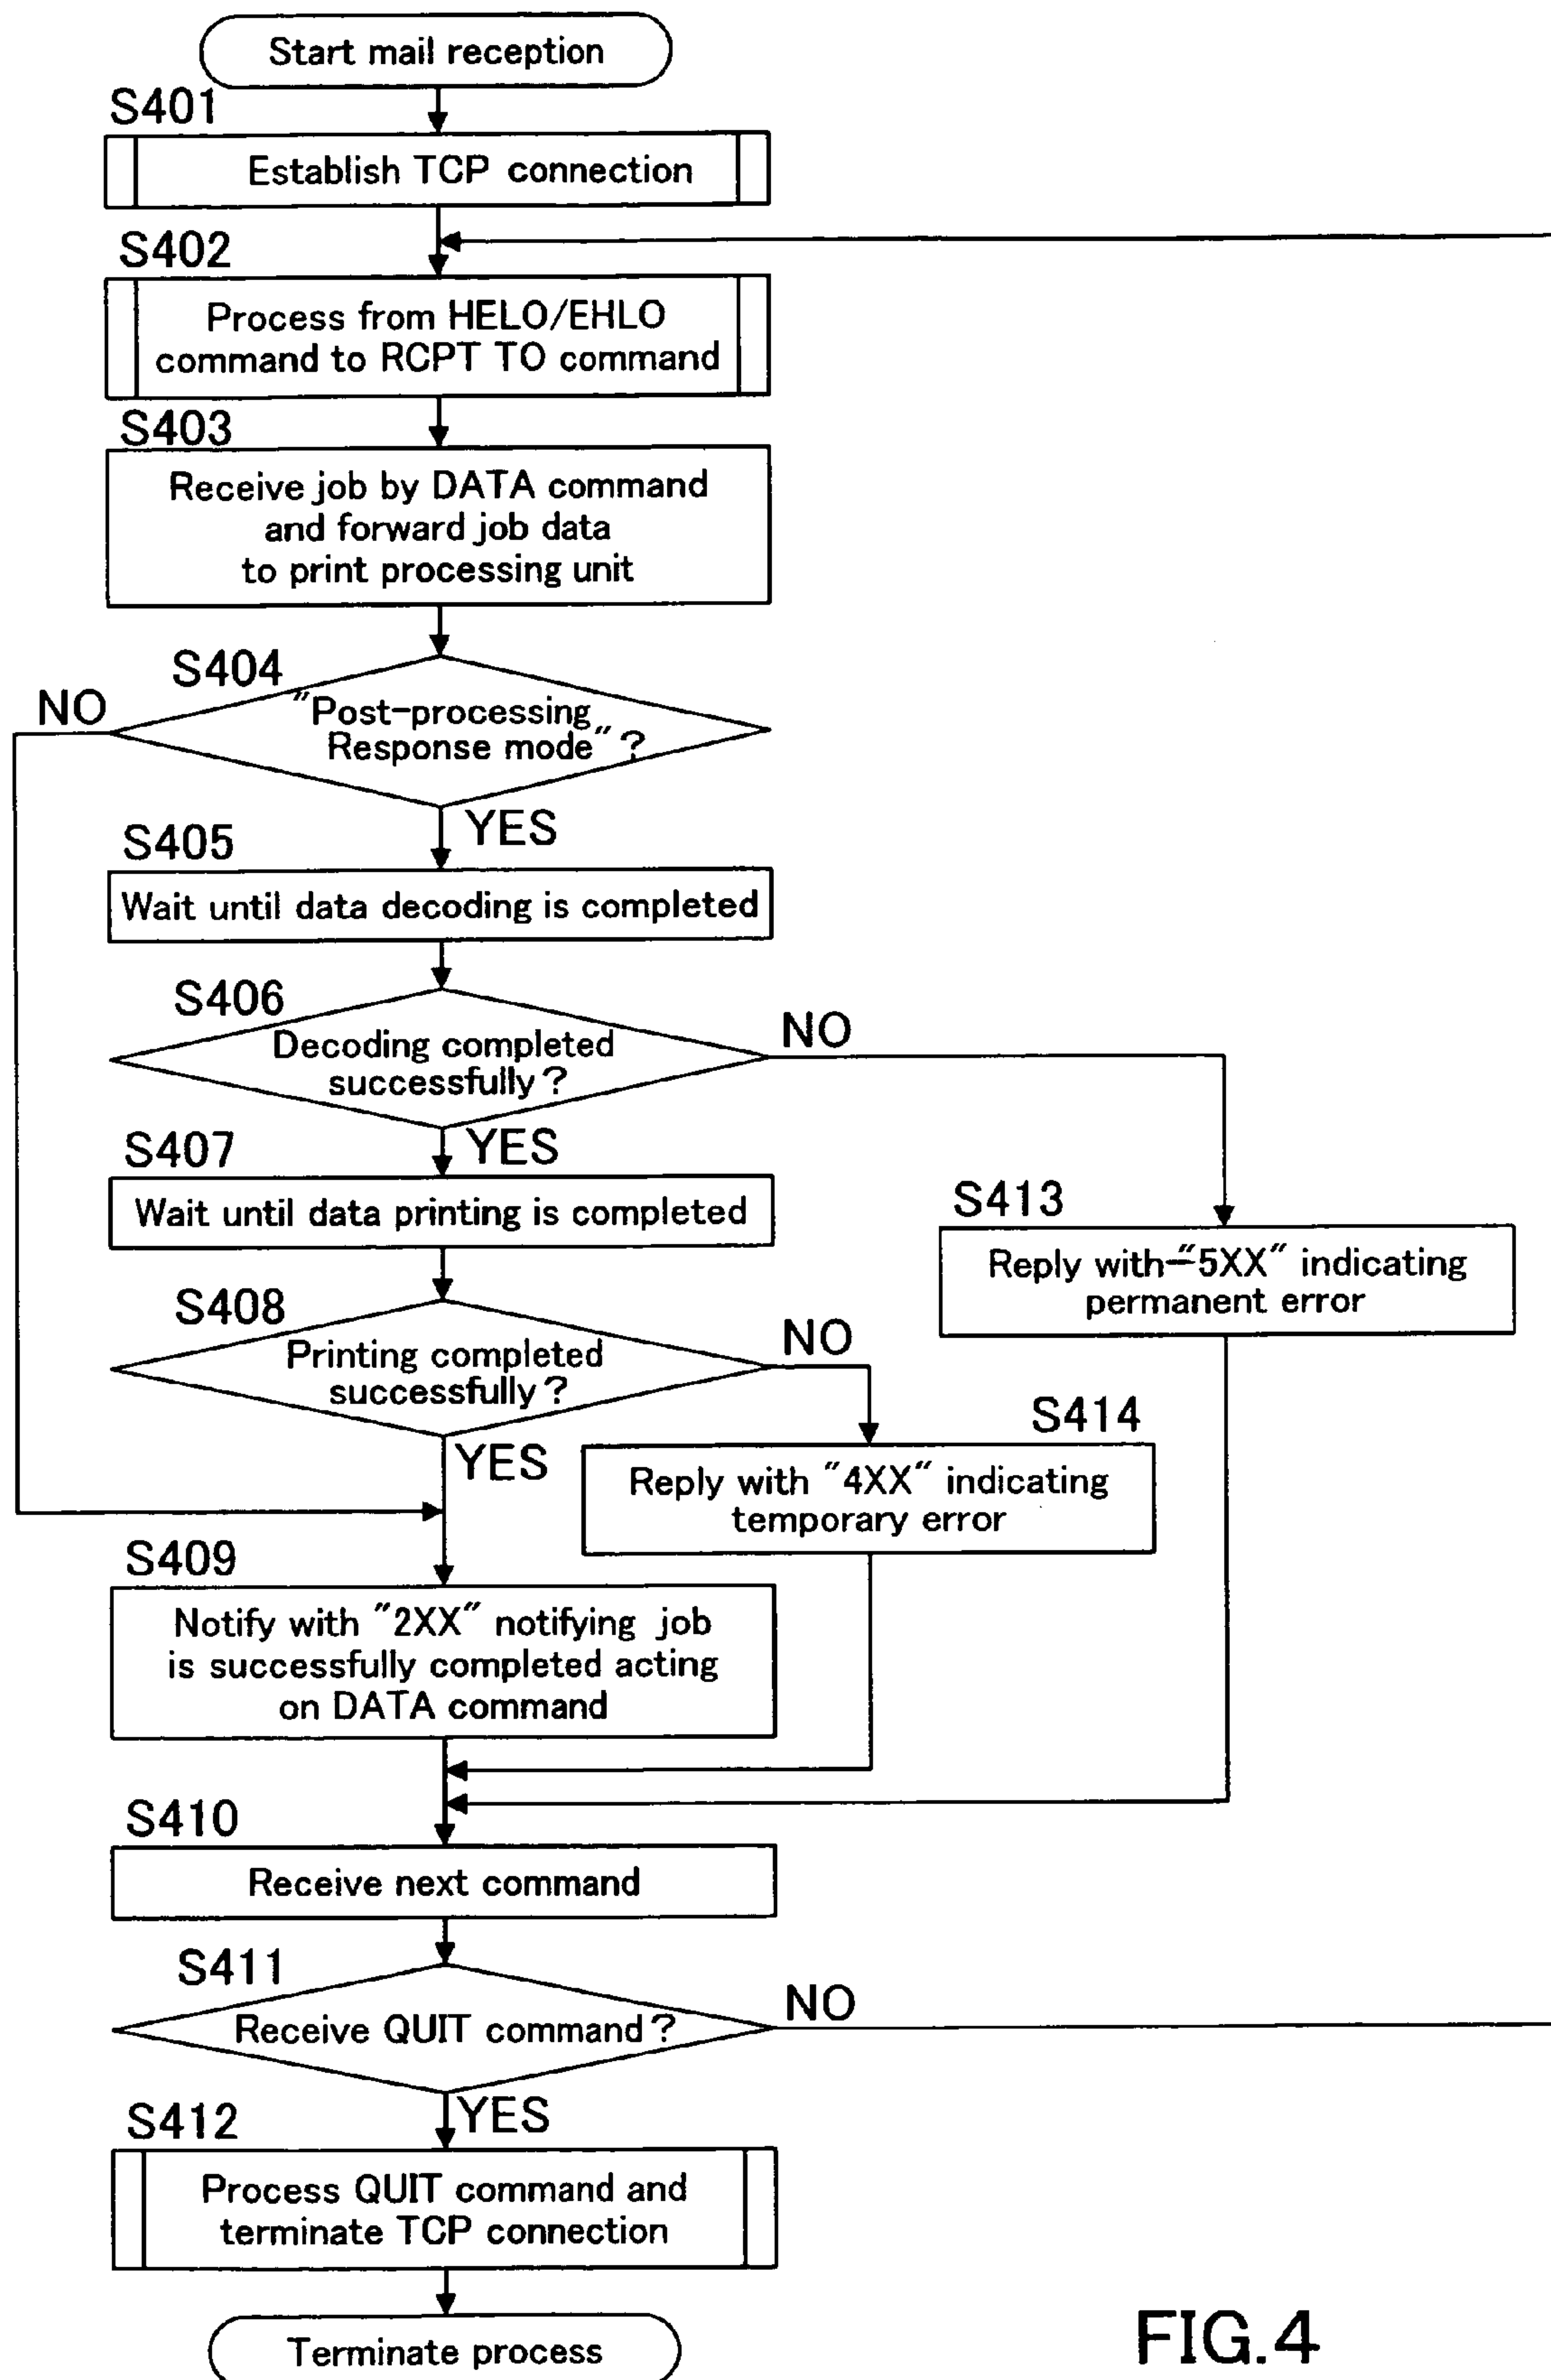 Start mail reception
S401
Establish TCP connection
S402
Process from HELO/EHLO
command to RCPT TO command
S403
Receive job by DATA command
and forward job data
to print processing unit
S404
NO
"Post-processing
Response mode"?
YES
S405
Wait until data decoding is completed
S406
NO
Decoding completed
successfully?
YES
S407
Wait until data printing is completed
S413
Reply with "5XX" indicating
permanent error
S408
NO
Printing completed
successfully?
YES
S414
Reply with "4XX" indicating
temporary error
S409
Notify with "2XX" notifying job
is successfully completed acting
on DATA command
S410
Receive next command
S411
NO
Receive QUIT command?
YES
S412
Process QUIT command and
terminate TCP connection
Terminate process
FIG.4